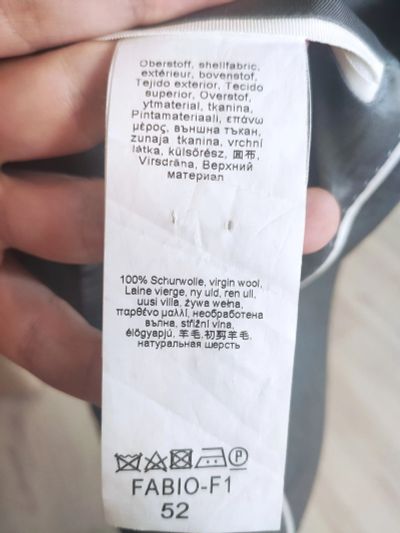 Oberstoff, shellfabric,
extérieur, bovenstof,
Tejido exterior, Tecido
superior, Overstof,
ytmaterial, tkanina,
Pintamateriaali, επάνω
μέρος, външна тъкан,
zunaja tkanina, vrchní
látka, külsőrész, 面布,
Virsdrāna, Верхний
материал
100% Schurwolle, virgin wool,
Laine vierge, ny uld, ren ull,
uusi villa, żywa wełna,
παρθένο μαλλί, необработена
вълна, střižní vlna,
élőgyapjú, 羊毛,初剪羊毛,
натуральная шерсть
P
FABIO-F1
52